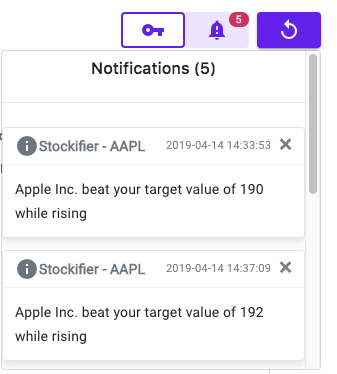 5
Notifications (5)
Stockifier - AAPL 2019-04-14 14:33:53
Apple Inc. beat your target value of 190
while rising
Stockifier - AAPL 2019-04-14 14:37:09
Apple Inc. beat your target value of 192
while rising